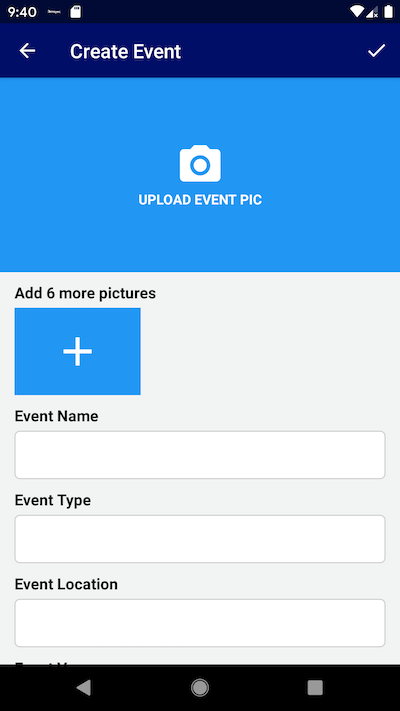 9:40
Create Event
UPLOAD EVENT PIC
Add 6 more pictures
Event Name
Event Type
Event Location